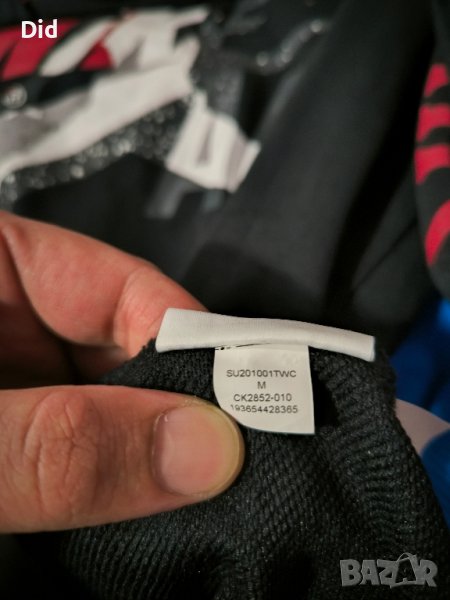 Did
SU201001TWC
M
CK2852-010
193654428365
BAZAR